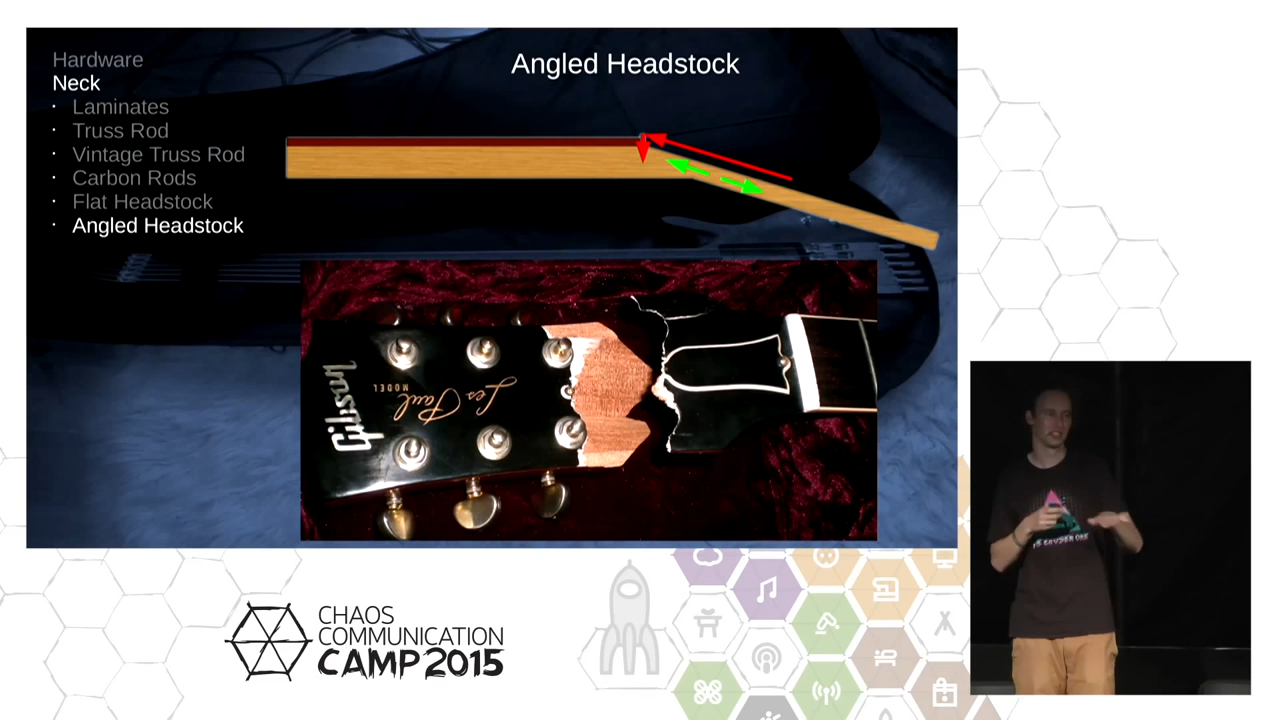 Hardware
Neck
· Laminates
· Truss Rod
· Vintage Truss Rod
· Carbon Rods
· Flat Headstock
· Angled Headstock
Angled Headstock
Gibson
Les Paul
MODEL
CHAOS
COMMUNICATION
CAMP 2015